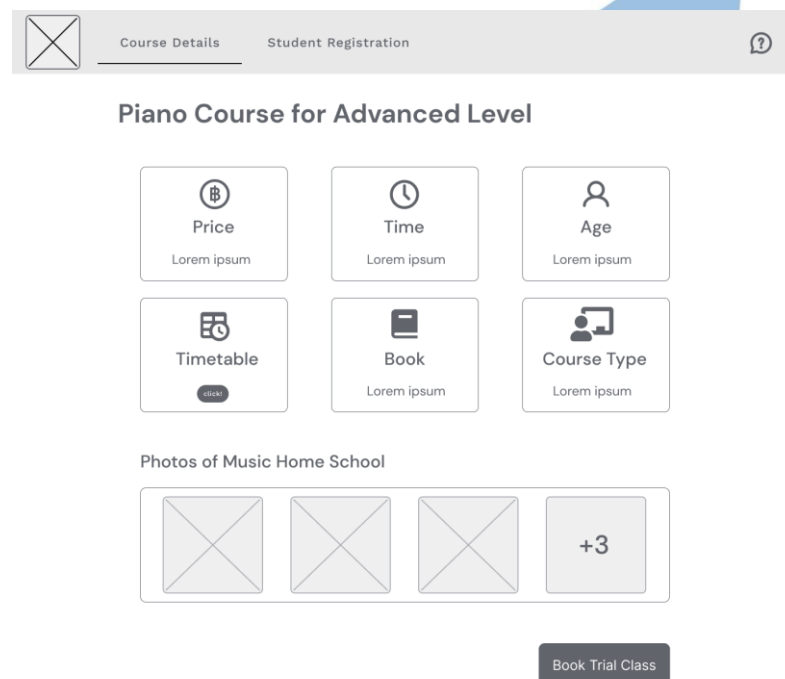 Course Details Student Registration
Piano Course for Advanced Level
Price Time Age
Lorem ipsum Lorem ipsum Lorem ipsum
Timetable Book Course Type
click! Lorem ipsum Lorem ipsum
Photos of Music Home School
+3
Book Trial Class